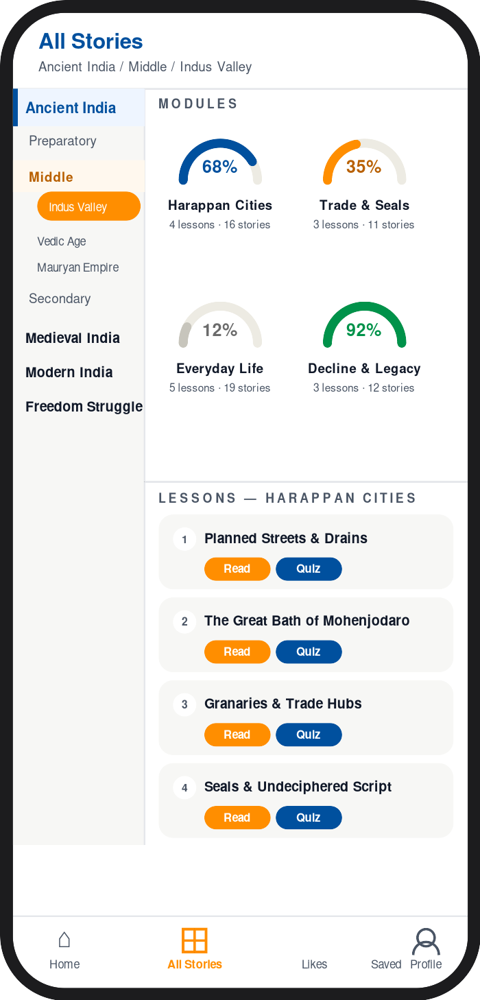 All Stories
Ancient India / Middle / Indus Valley
Ancient India
Preparatory
Middle
Indus Valley
Vedic Age
Mauryan Empire
Secondary
Medieval India
Modern India
Freedom Struggle
MODULES
68%
Harappan Cities
4 lessons · 16 stories
35%
Trade & Seals
3 lessons · 11 stories
12%
Everyday Life
5 lessons · 19 stories
92%
Decline & Legacy
3 lessons · 12 stories
LESSONS — HARAPPAN CITIES
1 Planned Streets & Drains
Read Quiz
2 The Great Bath of Mohenjodaro
Read Quiz
3 Granaries & Trade Hubs
Read Quiz
4 Seals & Undeciphered Script
Read Quiz
Home All Stories Likes Saved Profile